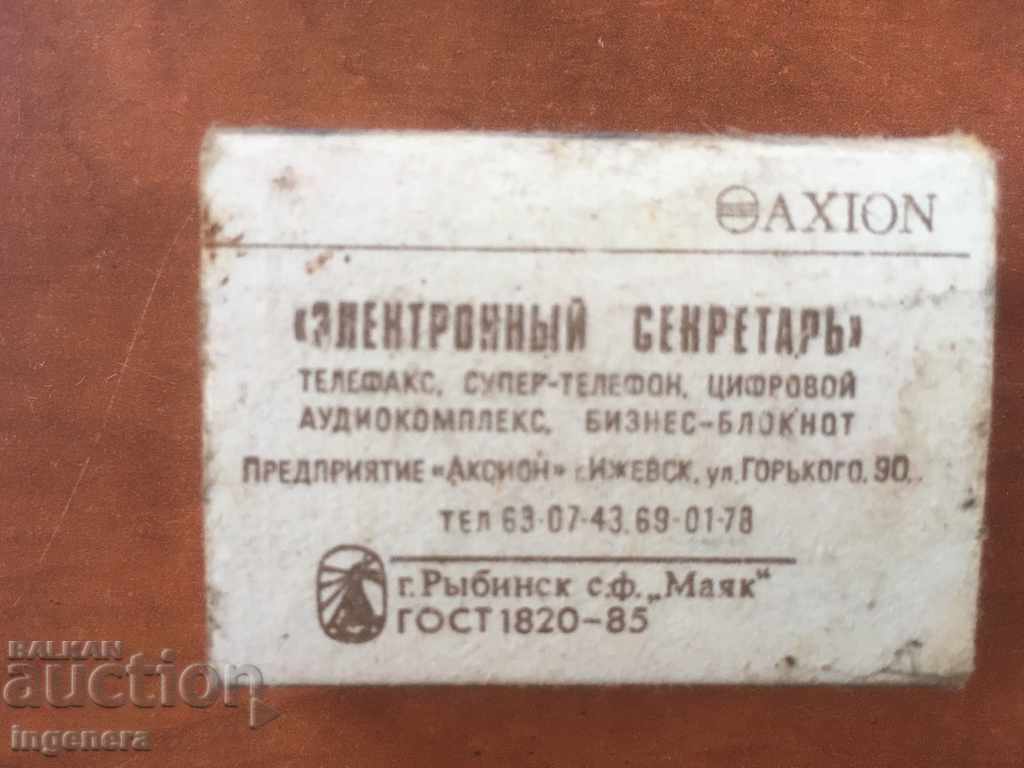 AXION
«ЭЛЕКТРОННЫЙ СЕКРЕТАРЬ»
ТЕЛЕФАКС, СУПЕР-ТЕЛЕФОН, ЦИФРОВОЙ
АУДИОКОМПЛЕКС, БИЗНЕС-БЛОКНОТ
ПРЕДПРИЯТИЕ «АКСИОН» г.ИЖЕВСК, ул.ГОРЬКОГО, 90.
ТЕЛ 63-07-43, 69-01-78
г.Рыбинск с.ф. „Маяк“
ГОСТ 1820-85
BALKAN
auction
ingenera